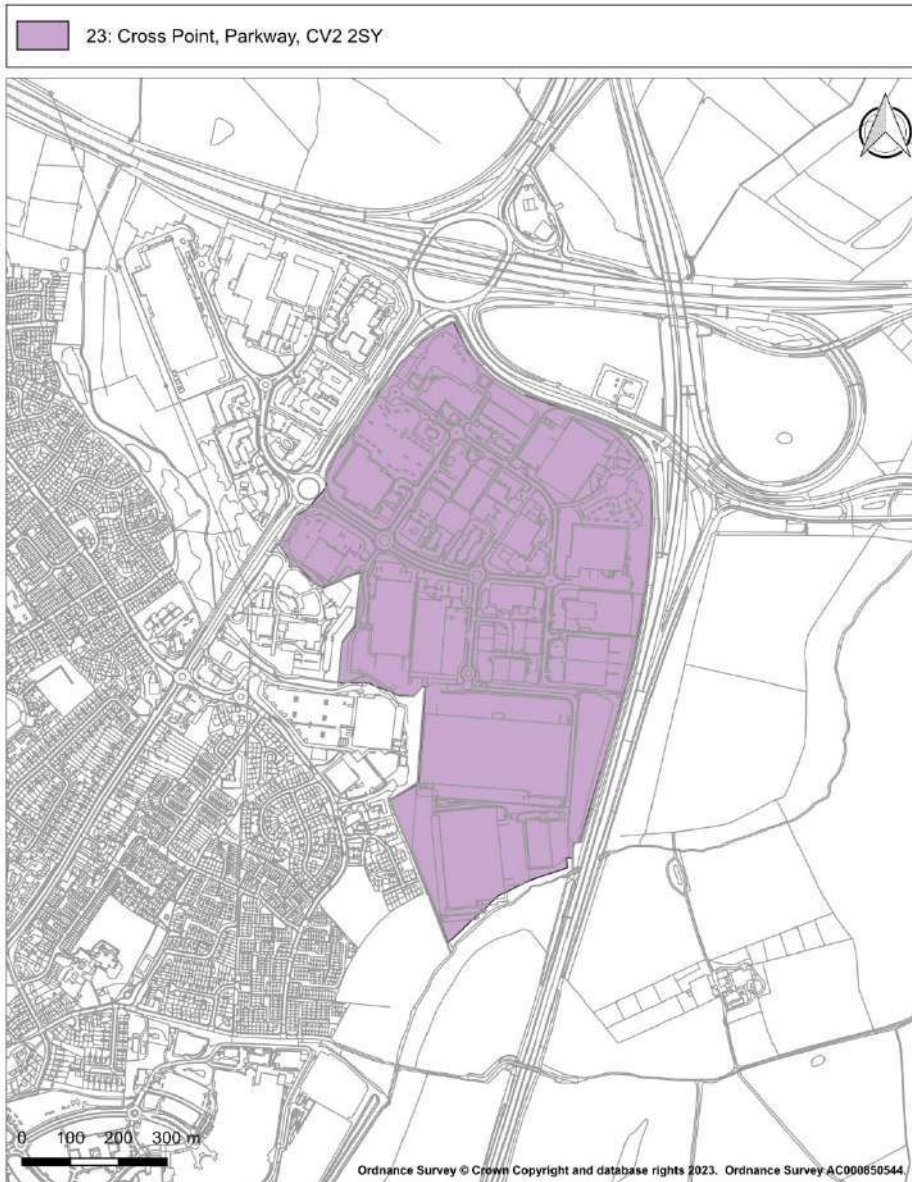 23: Cross Point, Parkway, CV2 2SY
0 100 200 300 m
Ordnance Survey © Crown Copyright and database rights 2023. Ordnance Survey AC000850544.